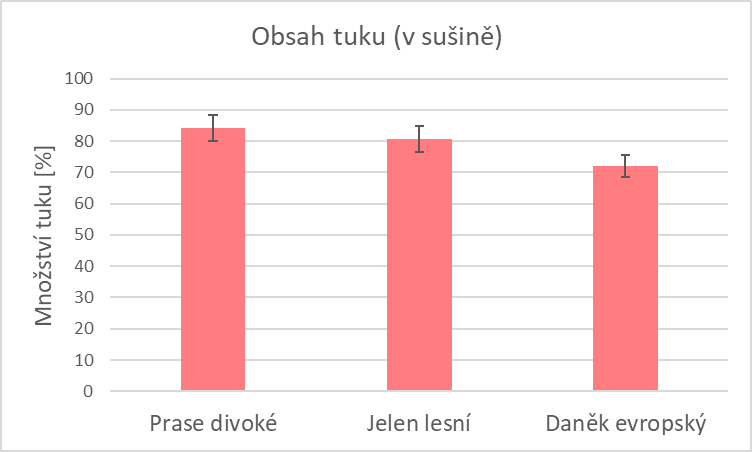 Obsah tuku (v sušině)
Množství tuku [%]
100
90
80
70
60
50
40
30
20
10
0
Prase divoké
Jelen lesní
Daněk evropský